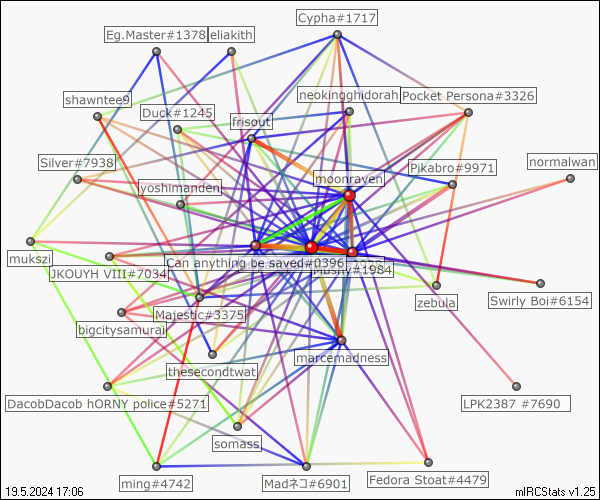 Cypha#1717
Eg.Master#1378
eliakith
neokingghidorah
Pocket Persona#3326
shawntee9
Duck#1245
frisout
Silver#7938
Pikabro#9971
normalwan
moonraven
yoshimanden
mukszi
Can anything be saved#0396
JKOUYH VIII#7034
Mushy#1984
zebula
Swirly Boi#6154
Majestic#3375
bigcitysamurai
marcemadness
thesecondtwat
DacobDacob hORNY police#5271
LPK2387 #7690
somass
ming#4742
Madネコ#6901
Fedora Stoat#4479
19.5.2024 17:06
mIRCStats v1.25